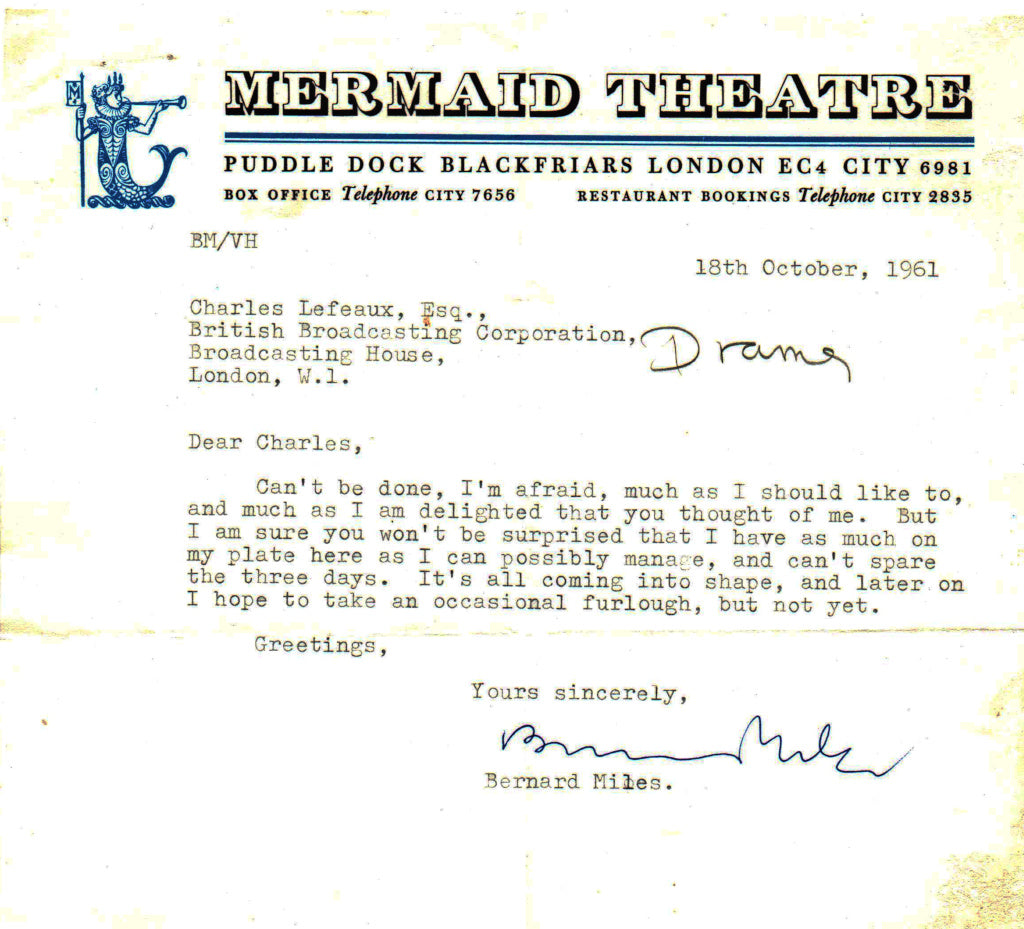 M
MERMAID THEATRE
PUDDLE DOCK BLACKFRIARS LONDON EC4 CITY 6981
BOX OFFICE Telephone CITY 7656 RESTAURANT BOOKINGS Telephone CITY 2835
BM/VH
18th October, 1961
Charles Lefeaux, Esq.,
British Broadcasting Corporation,
Broadcasting House,
London, W.1.
Drama
Dear Charles,
Can't be done, I'm afraid, much as I should like to,
and much as I am delighted that you thought of me. But
I am sure you won't be surprised that I have as much on
my plate here as I can possibly manage, and can't spare
the three days. It's all coming into shape, and later on
I hope to take an occasional furlough, but not yet.
Greetings,
Yours sincerely,
Bernard Miles
Bernard Miles.